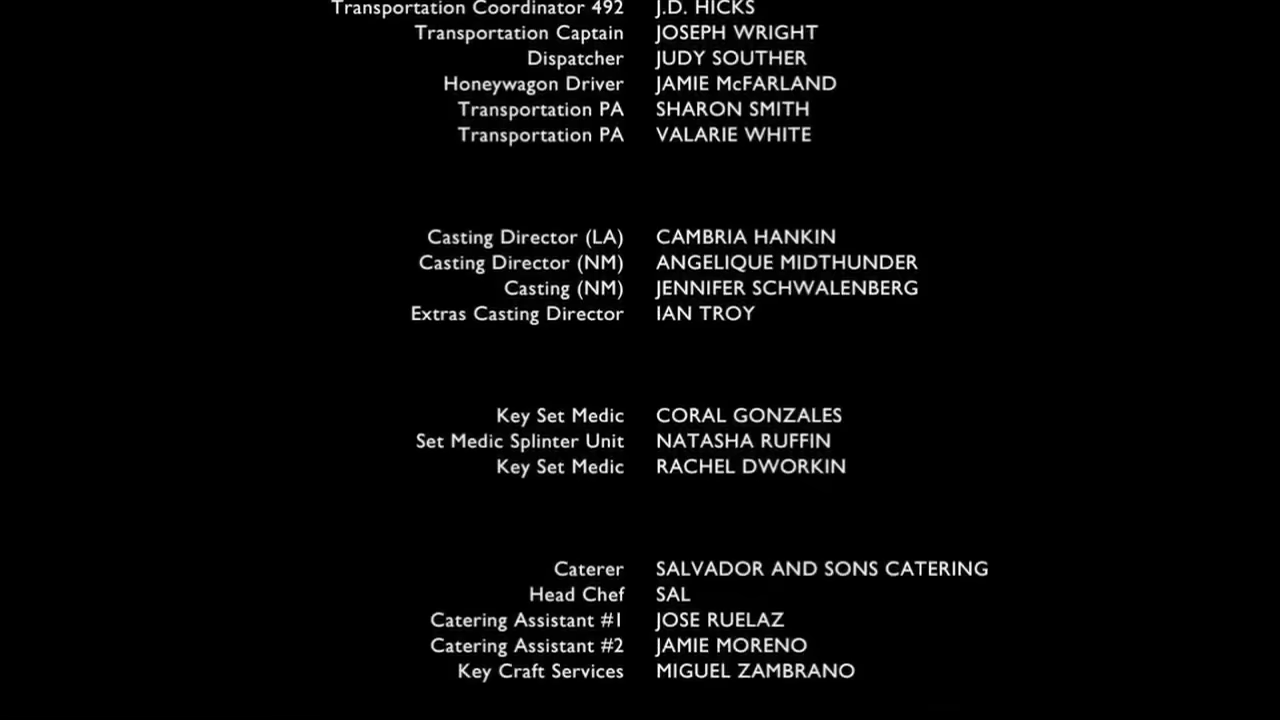 Transportation Coordinator 492 J.D. HICKS
Transportation Captain JOSEPH WRIGHT
Dispatcher JUDY SOUTHER
Honeywagon Driver JAMIE McFARLAND
Transportation PA SHARON SMITH
Transportation PA VALARIE WHITE
Casting Director (LA) CAMBRIA HANKIN
Casting Director (NM) ANGELIQUE MIDTHUNDER
Casting (NM) JENNIFER SCHWALENBERG
Extras Casting Director IAN TROY
Key Set Medic CORAL GONZALES
Set Medic Splinter Unit NATASHA RUFFIN
Key Set Medic RACHEL DWORKIN
Caterer SALVADOR AND SONS CATERING
Head Chef SAL
Catering Assistant #1 JOSE RUELAZ
Catering Assistant #2 JAMIE MORENO
Key Craft Services MIGUEL ZAMBRANO